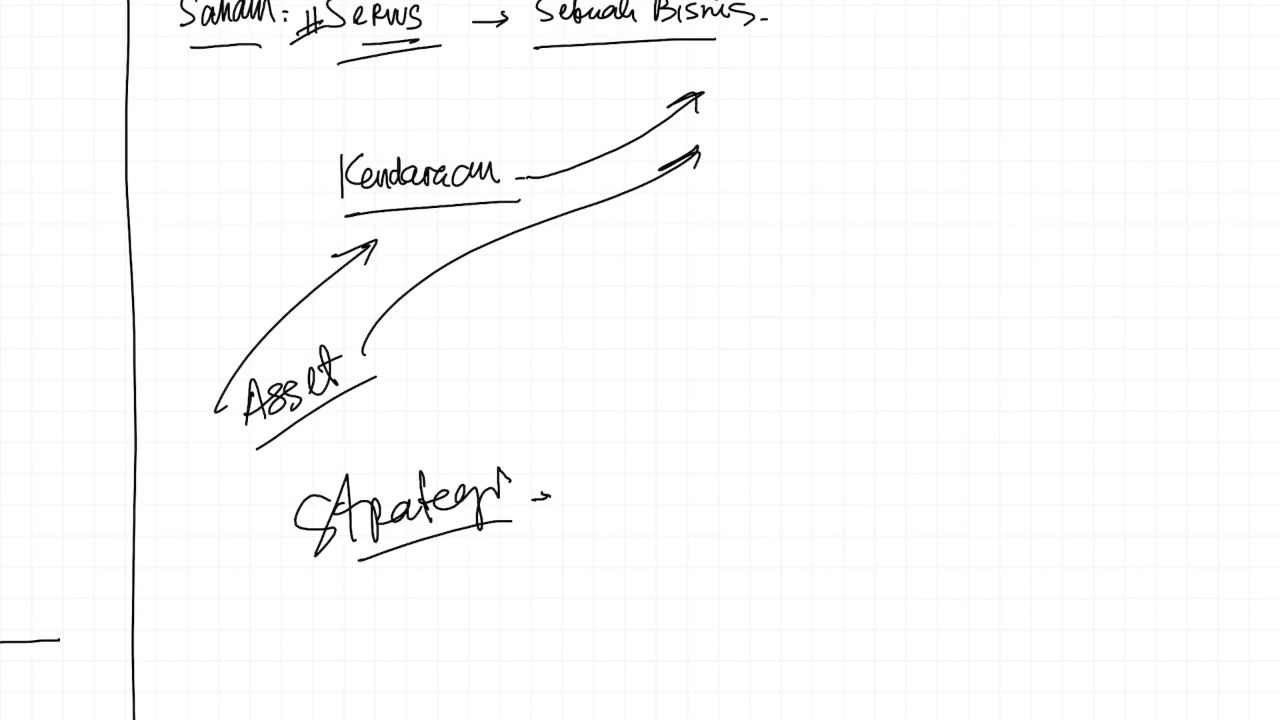 Saham: #Serius → Sebuah Bisnis.
Kendaraan
Asset
Strategi →